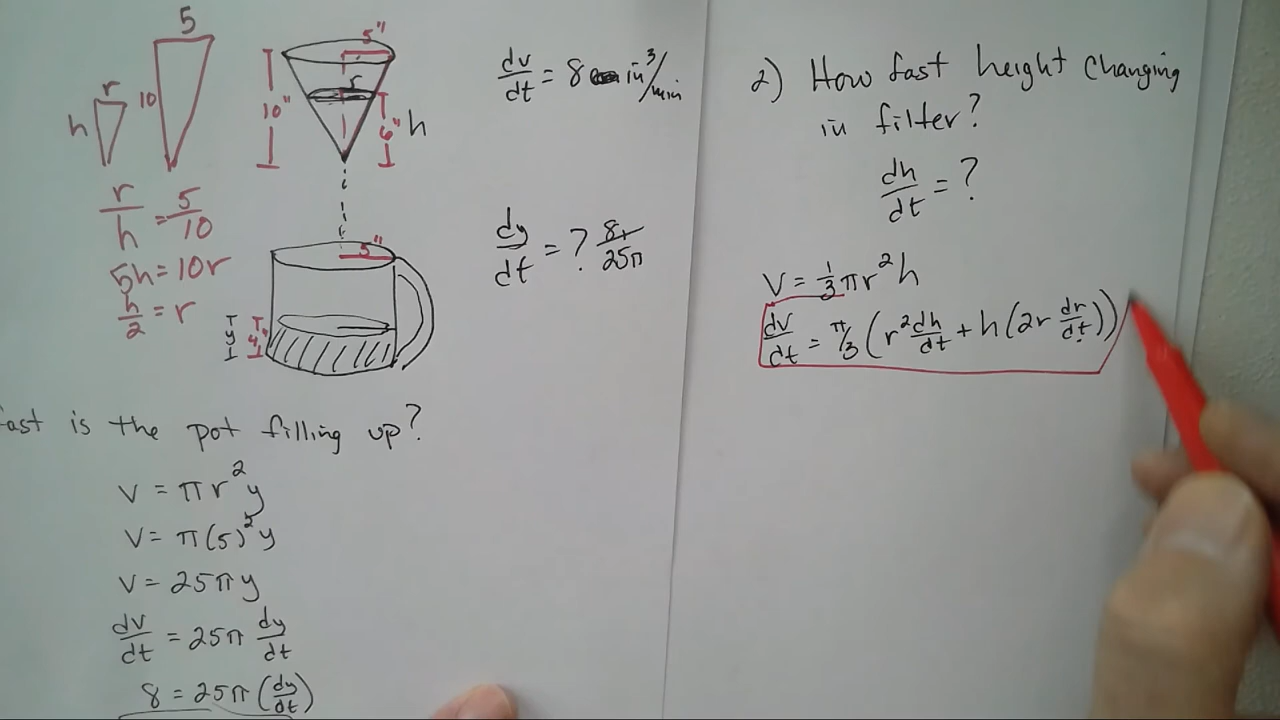 5
r
10
h
r/h = 5/10
5h = 10r
h/2 = r
5"
r
10"
6" h
5"
y 4"
dv/dt = 8 in³/min
dy/dt = ? 8/25π
fast is the pot filling up?
V = πr²y
V = π(5)²y
V = 25πy
dv/dt = 25π dy/dt
8 = 25π(dy/dt)
2) How fast height changing
in filter?
dh/dt = ?
V = 1/3 πr²h
dv/dt = π/3 (r² dh/dt + h(2r dr/dt))